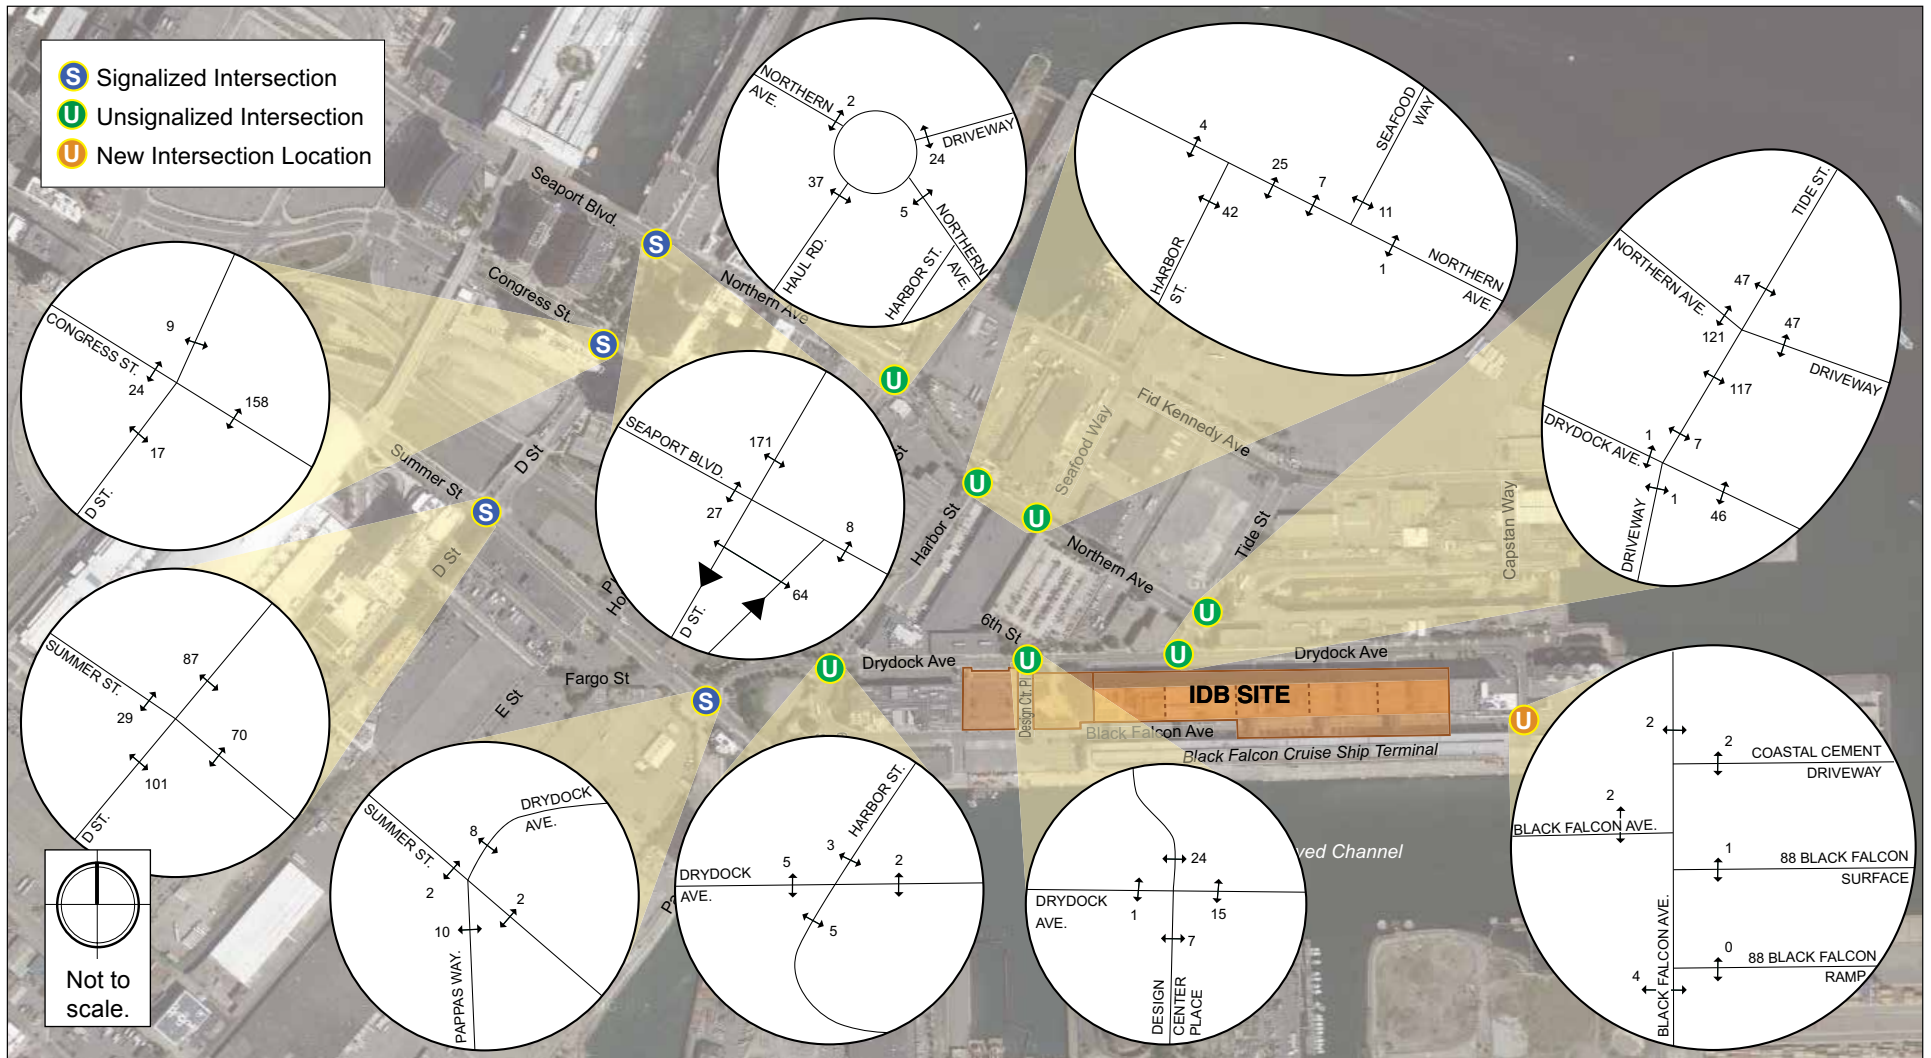 S Signalized Intersection
U Unsignalized Intersection
U New Intersection Location
NORTHERN
AVE.
2
DRIVEWAY
24
37
5
HAUL RD.
HARBOR ST.
NORTHERN
AVE.
4
25
7
SEAFOOD
WAY
42
11
1
HARBOR
ST.
NORTHERN
AVE.
TIDE ST.
NORTHERN AVE.
47
121
47
DRIVEWAY
117
DRYDOCK AVE.
1
7
1
46
DRIVEWAY
Seaport Blvd.
S
Congress St.
S
Northern Ave
U
CONGRESS ST.
9
24
158
17
D ST.
SEAPORT BLVD.
171
27
8
64
D ST.
Summer St
S
D St
D St
Harbor St
U
U
Seafood Way
Fid Kennedy Ave
Northern Ave
Tide St
Capstan Way
U
U
6th St
U
Drydock Ave
Drydock Ave
U
Fargo St
E St
S
IDB SITE
Design Ctr. Pl
Black Falcon Ave
Black Falcon Cruise Ship Terminal
U
SUMMER ST.
87
29
70
101
D ST.
SUMMER ST.
DRYDOCK
AVE.
8
2
2
10
PAPPAS WAY.
HARBOR ST.
3
5
2
DRYDOCK
AVE.
5
24
DRYDOCK
AVE.
1
15
7
DESIGN
CENTER
PLACE
2
2
COASTAL CEMENT
DRIVEWAY
2
BLACK FALCON AVE.
1
88 BLACK FALCON
SURFACE
0
88 BLACK FALCON
RAMP
4
BLACK FALCON AVE.
Channel
Not to
scale.